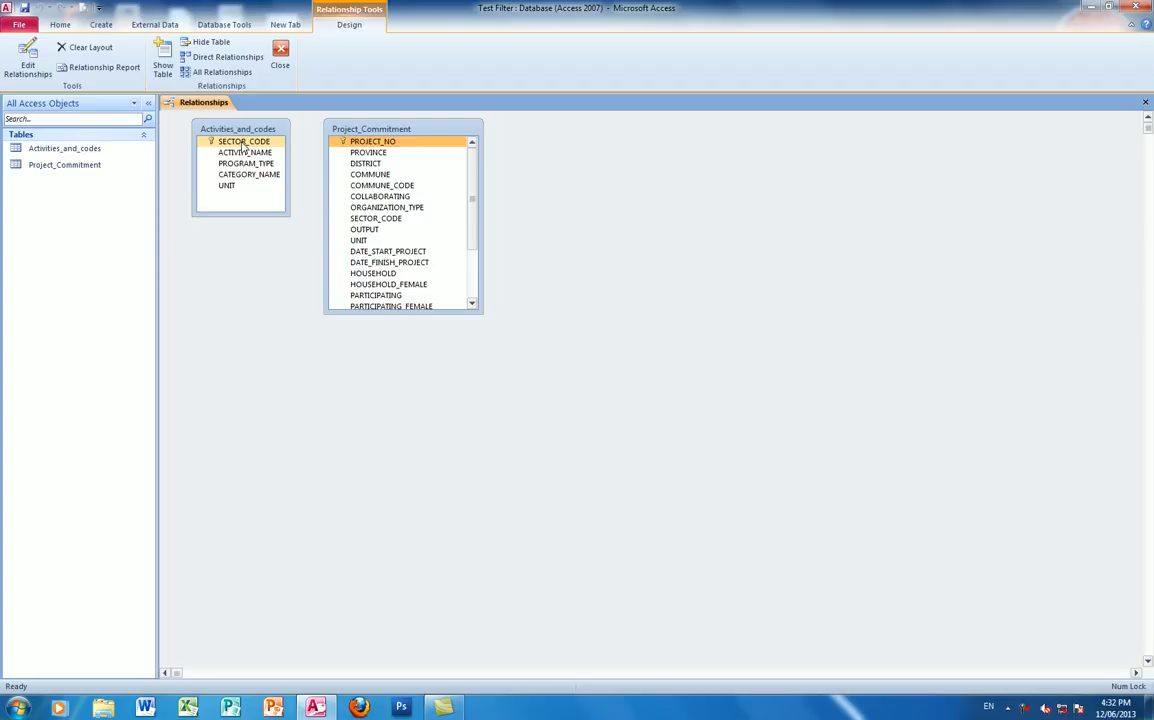 Relationship Tools
Test Filter : Database (Access 2007) - Microsoft Access
File
Home
Create
External Data
Database Tools
New Tab
Design
Edit
Relationships
Clear Layout
Relationship Report
Tools
Show
Table
Hide Table
Direct Relationships
All Relationships
Relationships
Close
All Access Objects
Search...
Tables
Activities_and_codes
Project_Commitment
Relationships
Activities_and_codes
SECTOR_CODE
ACTIVITY_NAME
PROGRAM_TYPE
CATEGORY_NAME
UNIT
Project_Commitment
PROJECT_NO
PROVINCE
DISTRICT
COMMUNE
COMMUNE_CODE
COLLABORATING
ORGANIZATION_TYPE
SECTOR_CODE
OUTPUT
UNIT
DATE_START_PROJECT
DATE_FINISH_PROJECT
HOUSEHOLD
HOUSEHOLD_FEMALE
PARTICIPATING
PARTICIPATING_FEMALE
Ready
Num Lock
EN
4:32 PM
12/06/2013